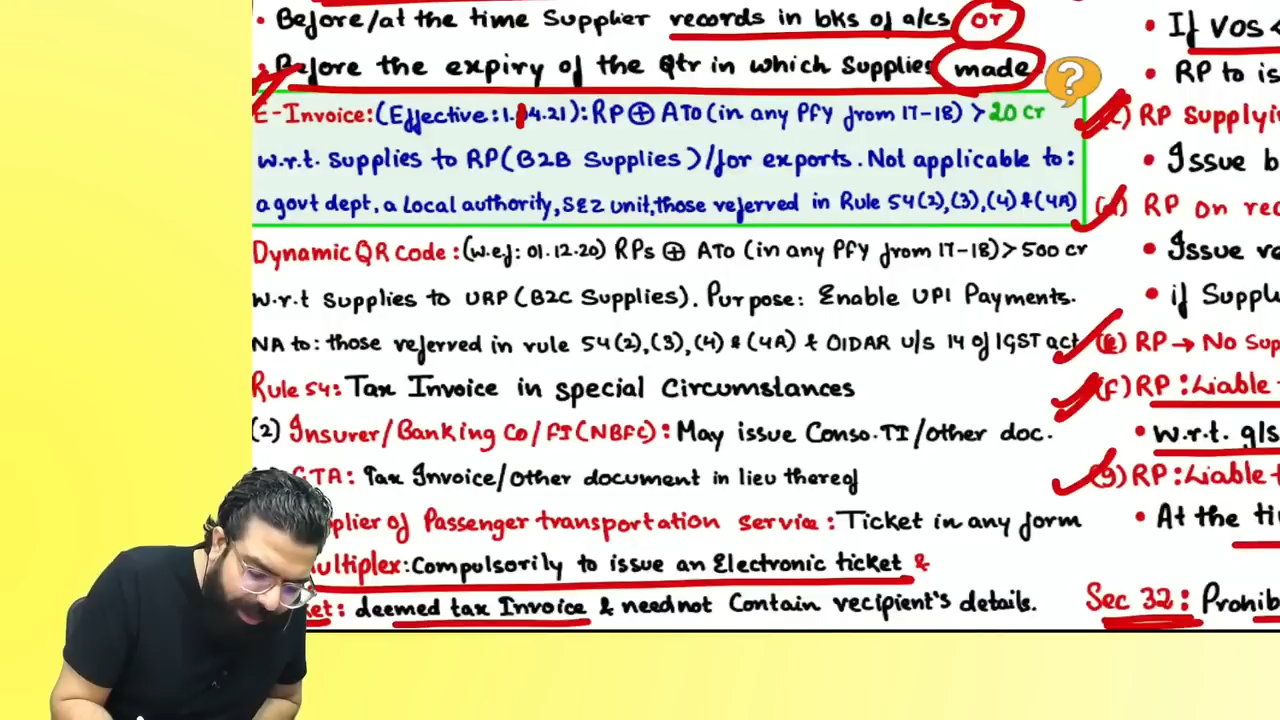 • Before/at the time Supplier records in bks of a/cs or
• Before the expiry of the Qtr in which Supplies made
?
E-Invoice: (Effective: 1. 4.21): RP ⊕ ATO (in any PFY from 17-18) > 20 cr
w.r.t. supplies to RP (B2B Supplies) /for exports. Not applicable to:
a govt dept, a local authority, SEZ unit, those referred in Rule 54(2),(3),(4) & (4A)
Dynamic QR code: (w.e.f: 01.12.20) RPs ⊕ ATO (in any PFY from 17-18) > 500 cr
w.r.t supplies to URP (B2C Supplies). Purpose: Enable UPI Payments.
NA to: those referred in rule 54(2),(3),(4) & (4A) & OIDAR u/s 14 of IGST act
Rule 54: Tax Invoice in special Circumstances
(2) Insurer/Banking Co/FI (NBFC): May issue Conso. TI/other doc.
GTA: Tax Invoice/Other document in lieu thereof
plier of Passenger transportation service: Ticket in any form
ultiplex: Compulsorily to issue an Electronic ticket &
ket: deemed tax Invoice & need not Contain recipient's details.
• If VOS <
• RP to is
(c) RP Supplyi
• Issue b
(d) RP on rec
• Issue
• if Suppl
(e) RP → No Sup
(f) RP: Liable
• w.r.t. g/s
(g) RP: Liable t
• At the ti
Sec 32: Prohib